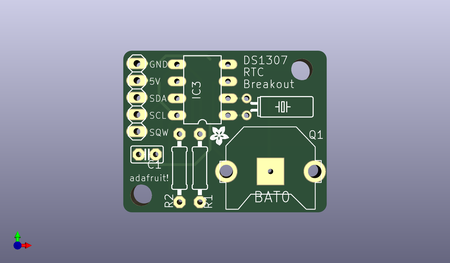 GND
5V
SDA
SCL
SQW
IC3
DS1307
RTC
Breakout
Q1
C1
adafruit!
R2
R1
BAT0